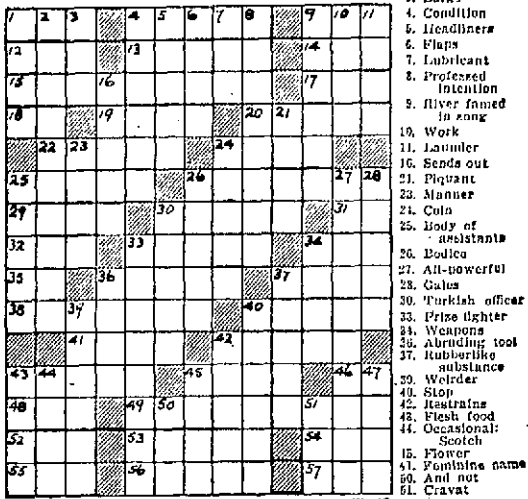 1 2 3 4 5 6 7 8 9 10 11
12 13 14
15 16 17
18 19 20 21
22 23 24
25 26 27 28
29 30 31
32 33 34
35 36 37
38 39 40
41 42
43 44 45 46 47
48 49 50 51
52 53 54
55 56 57
4. Condition
5. Headliners
6. Flaps
7. Lubricant
8. Professed
intention
9. River famed
in song
10. Work
11. Launder
16. Sends out
21. Piquant
23. Manner
24. Coin
25. Body of
assistants
26. Bodice
27. All-powerful
28. Gales
30. Turkish officer
33. Prize fighter
34. Weapons
36. Abrading tool
37. Rubberlike
substance
39. Weirder
40. Stop
42. Restrains
43. Flesh food
44. Occasional:
Scotch
45. Flower
47. Feminine name
50. And not
51. Cravat